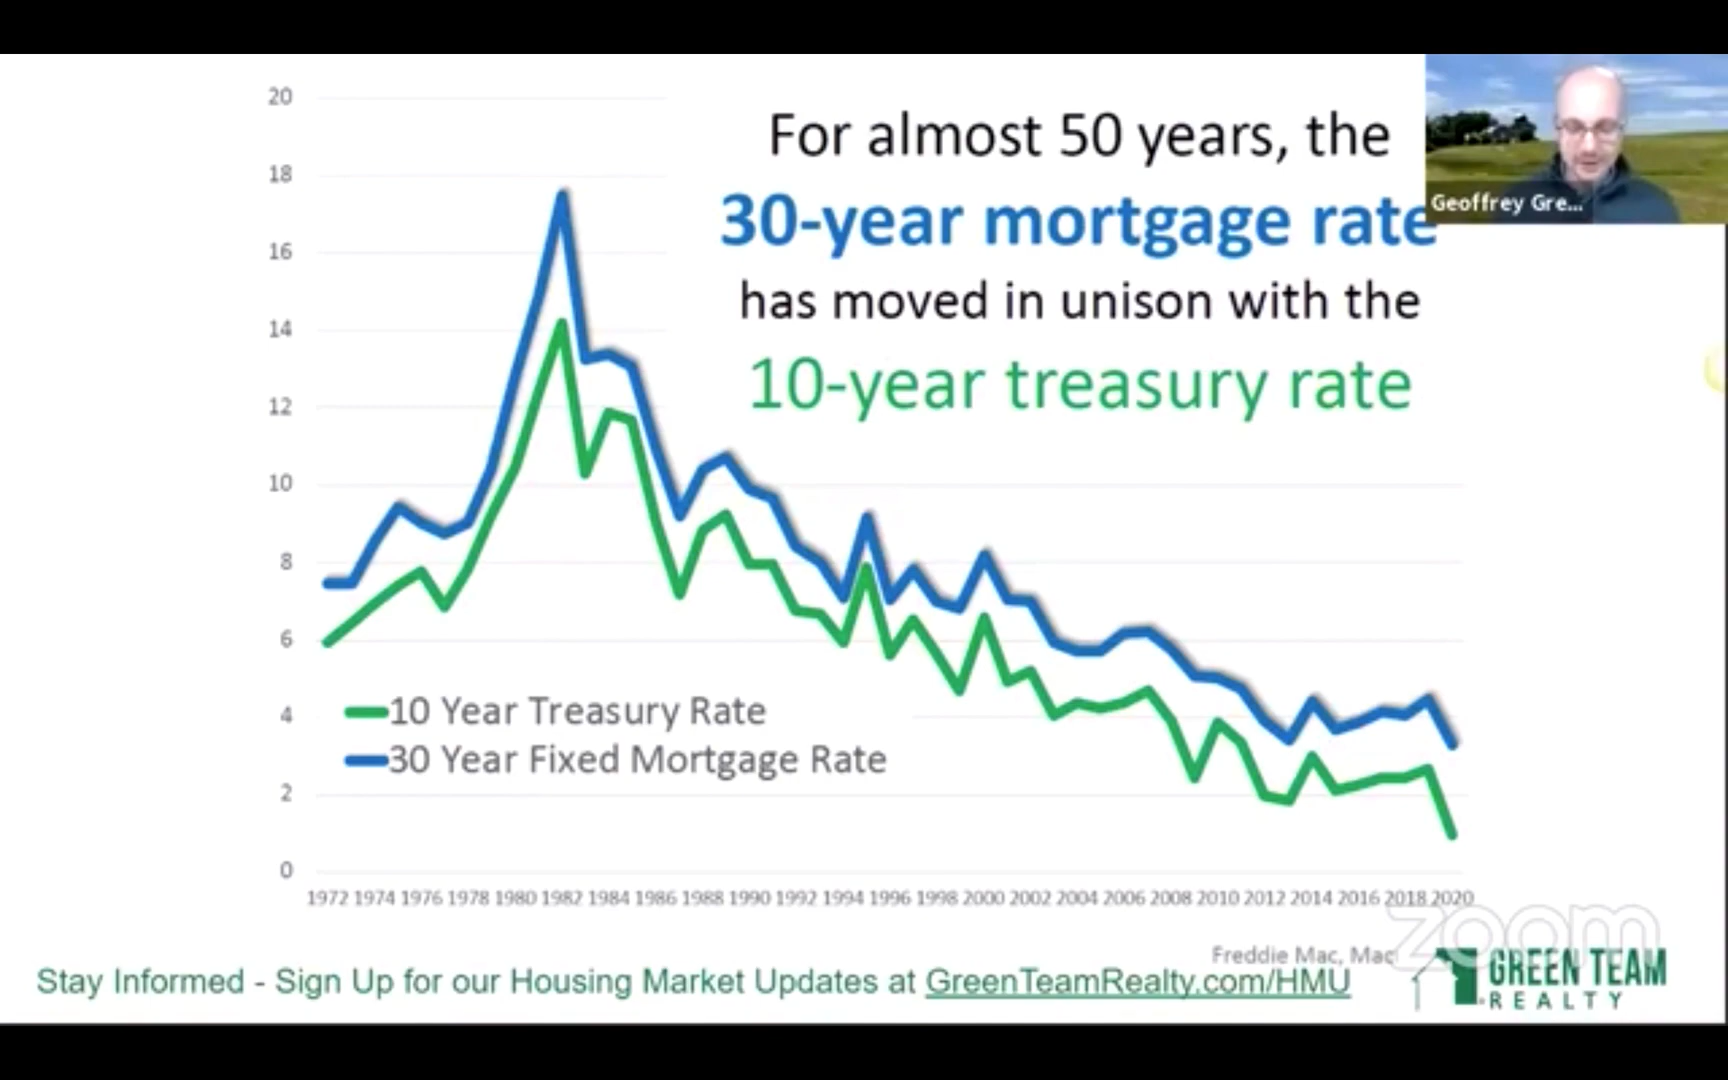 20
18
16
14
12
10
8
6
4
2
0
For almost 50 years, the
30-year mortgage rate
has moved in unison with the
10-year treasury rate
Geoffrey Gre...
10 Year Treasury Rate
30 Year Fixed Mortgage Rate
1972 1974 1976 1978 1980 1982 1984 1986 1988 1990 1992 1994 1996 1998 2000 2002 2004 2006 2008 2010 2012 2014 2016 2018 2020
zoom
Freddie Mac, Mac
Stay Informed - Sign Up for our Housing Market Updates at GreenTeamRealty.com/HMU
GREEN TEAM
REALTY